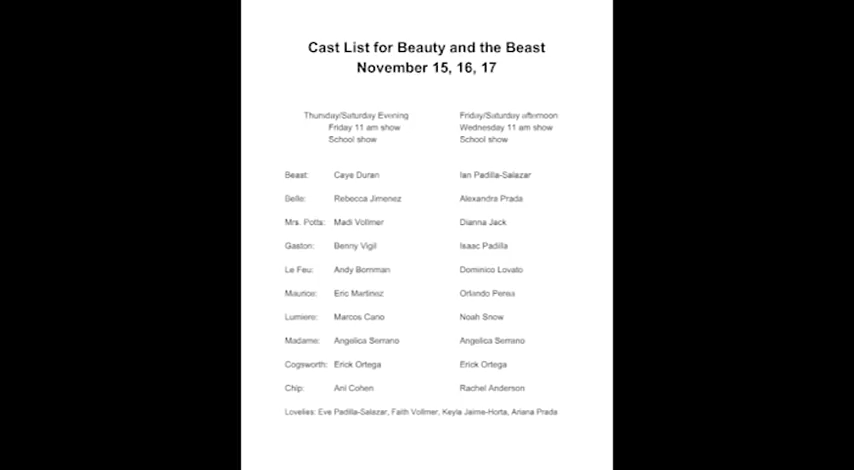 Cast List for Beauty and the Beast
November 15, 16, 17
Thursday/Saturday Evening Friday/Saturday afternoon
Friday 11 am show Wednesday 11 am show
School show School show
Beast: Caye Duran Ian Padilla-Salazar
Belle: Rebecca Jimenez Alexandra Prada
Mrs. Potts: Madi Vollmer Dianna Jack
Gaston: Benny Vigil Isaac Padilla
Le Feu: Andy Bornman Dominico Lovato
Maurice: Eric Martinez Orlando Perea
Lumiere: Marcos Cano Noah Snow
Madame: Angelica Serrano Angelica Serrano
Cogsworth: Erick Ortega Erick Ortega
Chip: Ani Cohen Rachel Anderson
Lovelies: Eve Padilla-Salazar, Faith Vollmer, Keyla Jaime-Horta, Ariana Prada